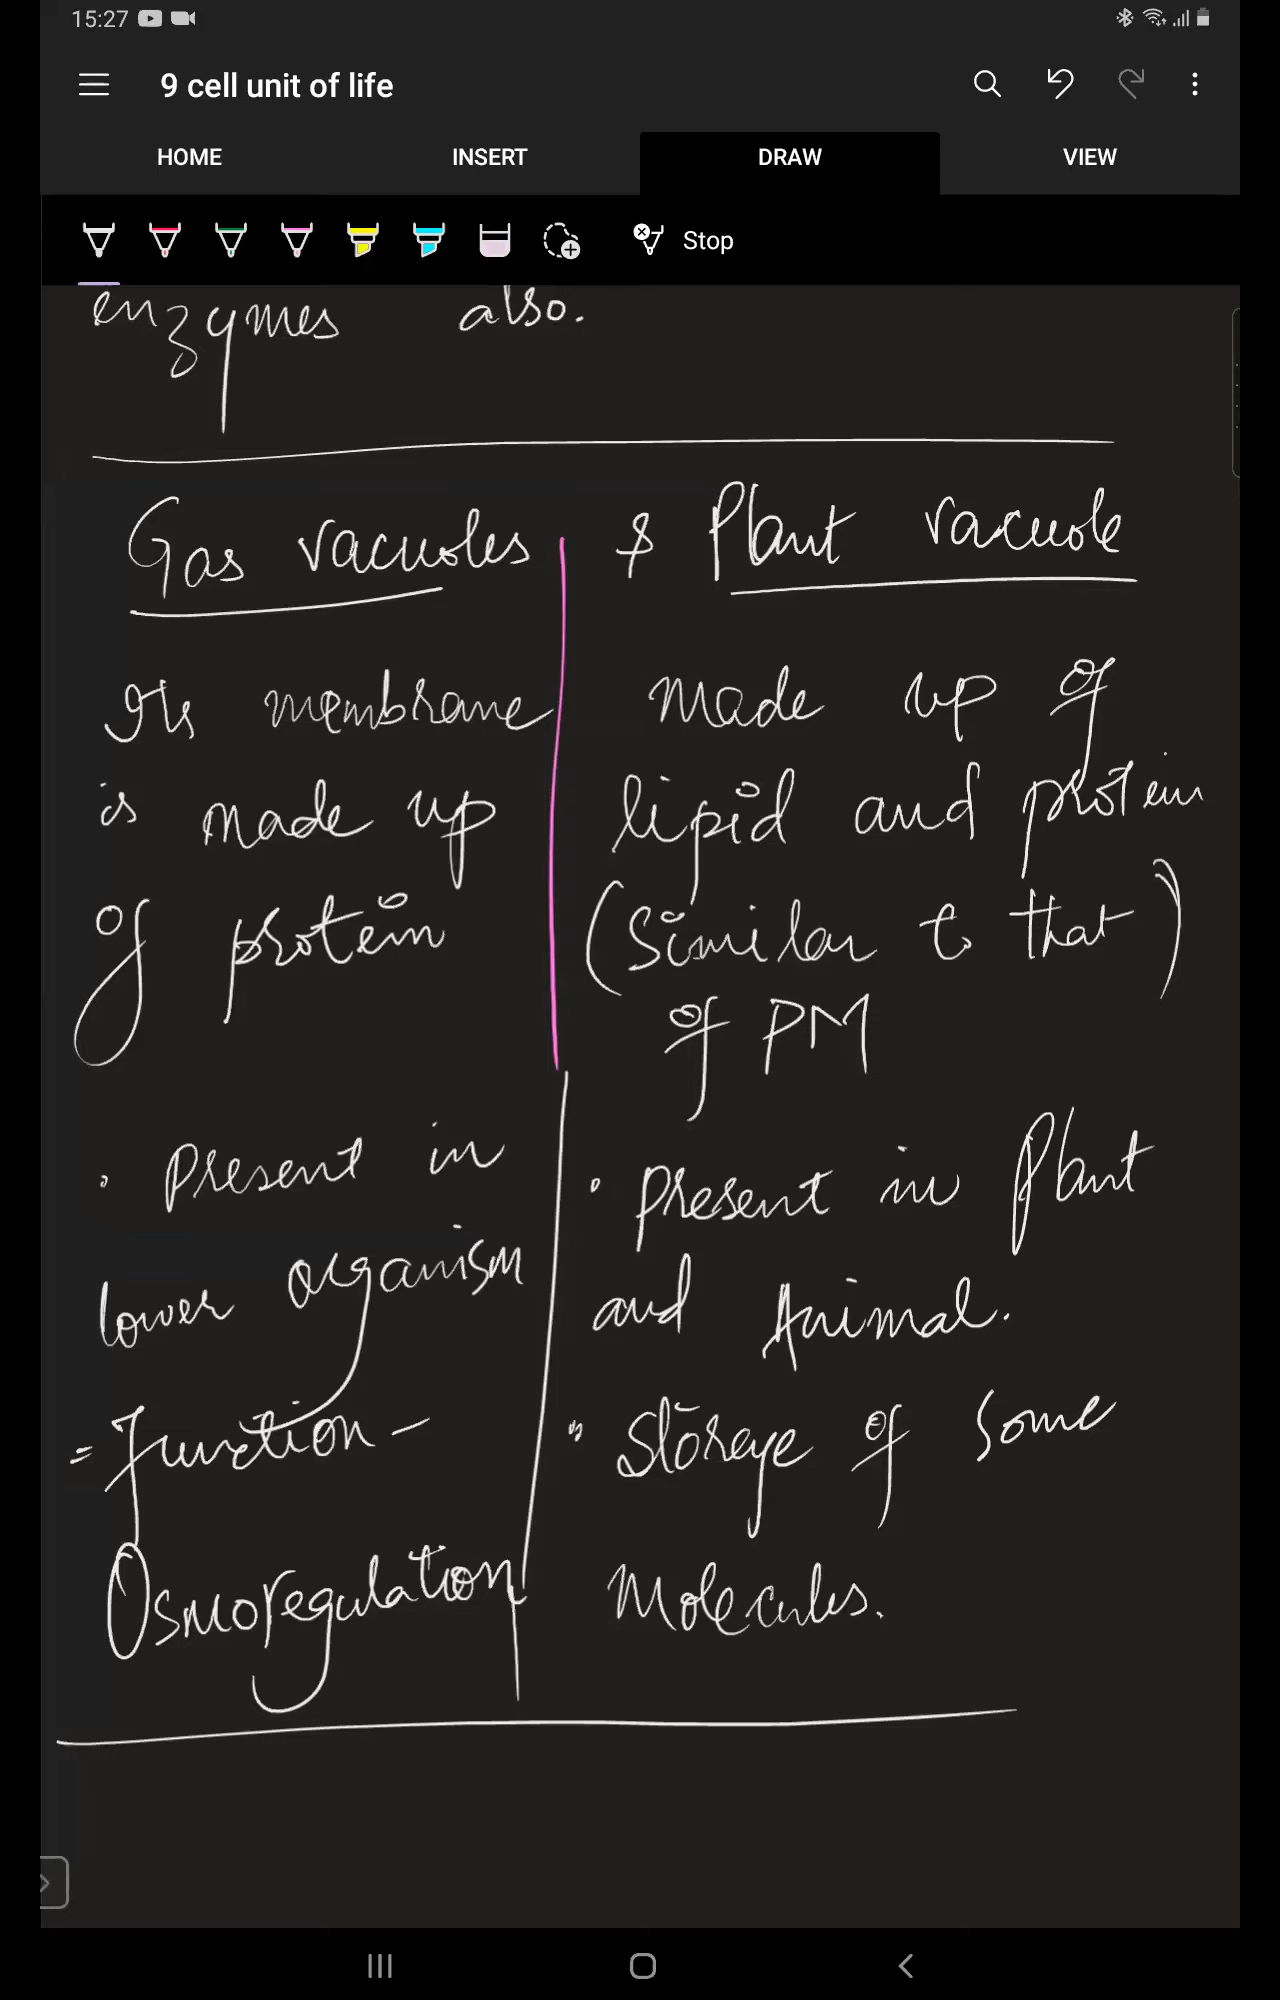 15:27
9 cell unit of life
HOME INSERT DRAW VIEW
Stop
enzymes also.
Gas vacuoles & Plant vacuole
Its membrane
is made up
of protein
made up of
lipid and protein
(Similar to that)
of PM
• Present in
lower organism
= Function -
Osmoregulation
• Present in Plant
and Animal.
" Storage of some
Molecules.